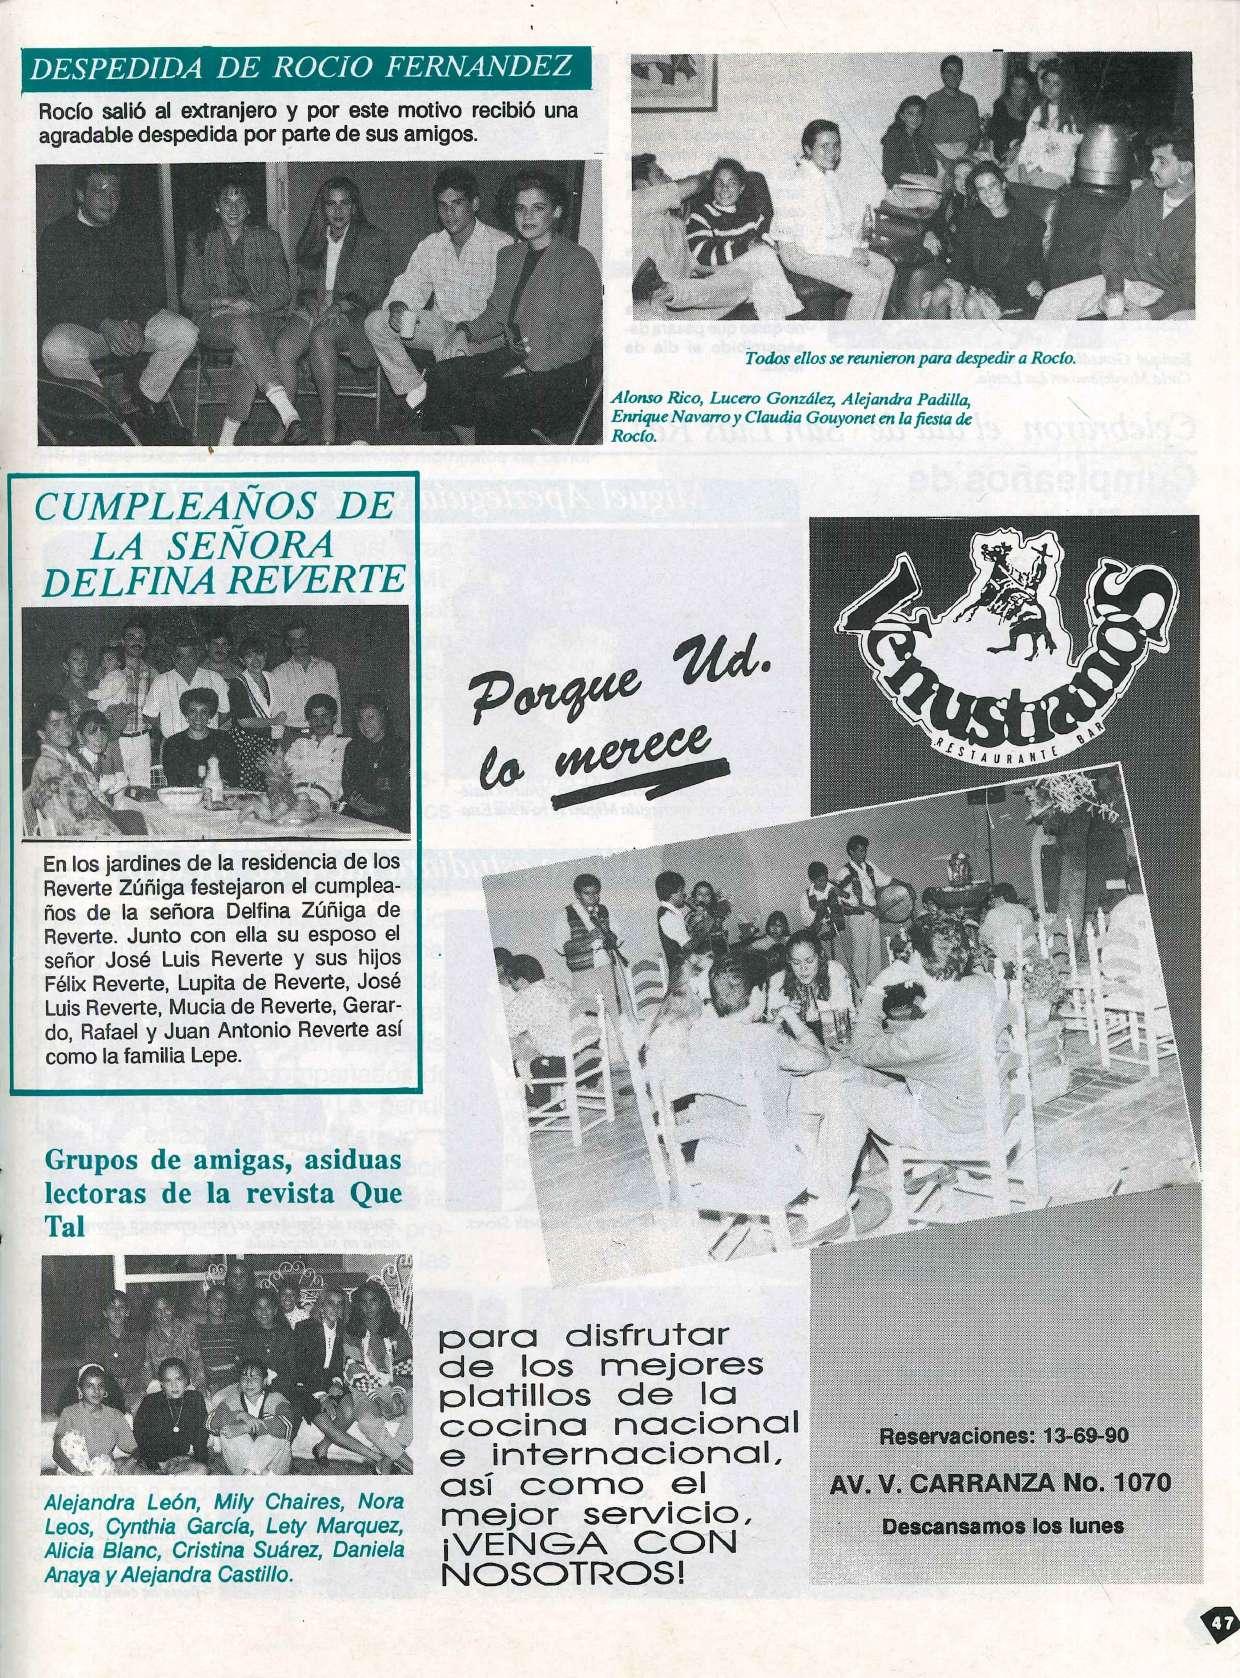 DESPEDIDA DE ROCIO FERNANDEZ
Rocío salió al extranjero y por este motivo recibió una
agradable despedida por parte de sus amigos.
Todos ellos se reunieron para despedir a Rocío.
Alonso Rico, Lucero González, Alejandra Padilla,
Enrique Navarro y Claudia Gouyonet en la fiesta de
Rocío.
CUMPLEAÑOS DE
LA SEÑORA
DELFINA REVERTE
En los jardines de la residencia de los
Reverte Zúñiga festejaron el cumplea-
ños de la señora Delfina Zúñiga de
Reverte. Junto con ella su esposo el
señor José Luis Reverte y sus hijos
Félix Reverte, Lupita de Reverte, José
Luis Reverte, Mucia de Reverte, Gerar-
do, Rafael y Juan Antonio Reverte así
como la familia Lepe.
Grupos de amigas, asiduas
lectoras de la revista Que
Tal
Alejandra León, Mily Chaires, Nora
Leos, Cynthia García, Lety Marquez,
Alicia Blanc, Cristina Suárez, Daniela
Anaya y Alejandra Castillo.
Porque Ud.
lo merece
Venustianos
RESTAURANTE BAR
para disfrutar
de los mejores
platillos de la
cocina nacional
e internacional,
así como el
mejor servicio,
¡VENGA CON
NOSOTROS!
Reservaciones: 13-69-90
AV. V. CARRANZA No. 1070
Descansamos los lunes
47